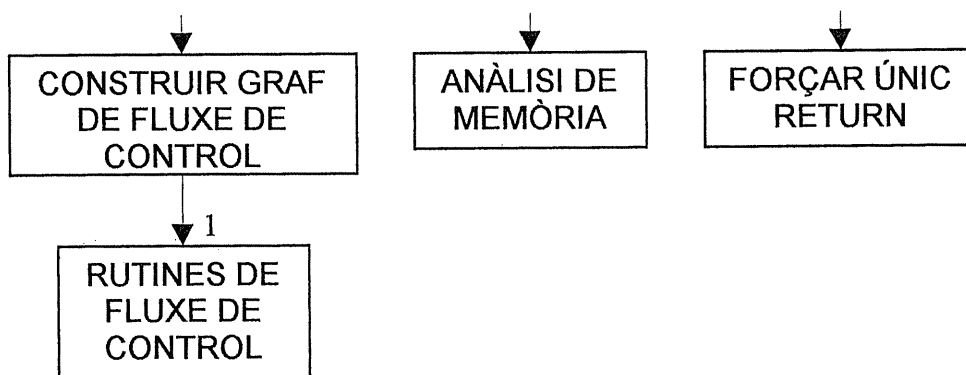 CONSTRUIR GRAF
DE FLUXE DE
CONTROL
ANÀLISI DE
MEMÒRIA
FORÇAR ÚNIC
RETURN
1
RUTINES DE
FLUXE DE
CONTROL